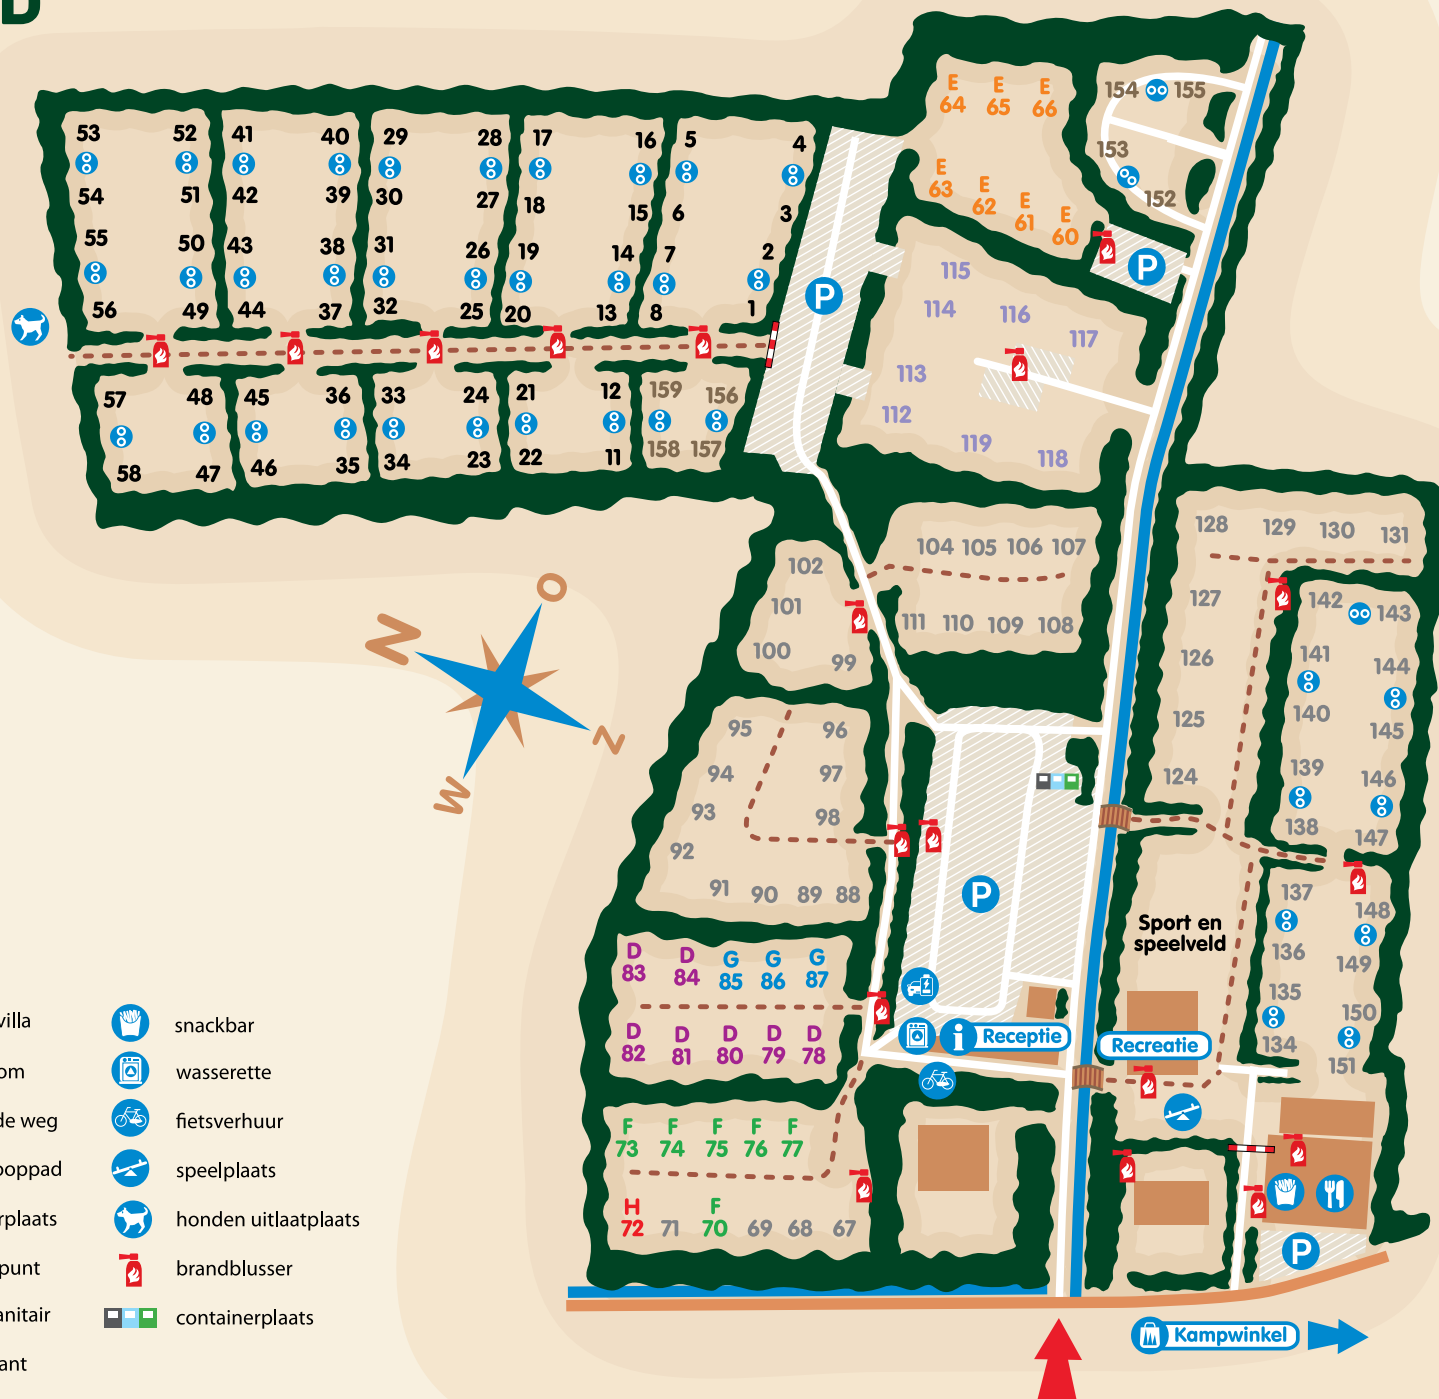 D
53 52 41 40 29 28 17 16 5 4
54 51 42 39 30 27 18 15 6 3
55 50 43 38 31 26 19 14 7 2
56 49 44 37 32 25 20 13 8 1
57 48 45 36 33 24 21 12 159 156
58 47 46 35 34 23 22 11 158 157
P
E 64
E 65
E 66
E 63
E 62
E 61
E 60
154 155
153
152
P
115
114 116
117
113
112
119 118
104 105 106 107
111 110 109 108
102
101
100 99
N
O
Z
W
95 96
94 97
93 98
92
91 90 89 88
P
128 129 130 131
127 142 143
126 141 144
125 140 145
124 139 146
138 147
137 148
136 149
135 150
134 151
Sport en
speelveld
D 83
D 84
G 85
G 86
G 87
D 82
D 81
D 80
D 79
D 78
i Receptie
Recreatie
F 73
F 74
F 75
F 76
F 77
H 72
71
F 70
69 68 67
P
Kampwinkel
villa
om
de weg
ooppad
rplaats
punt
anitair
ant
snackbar
wasserette
fietsverhuur
speelplaats
honden uitlaatplaats
brandblusser
containerplaats